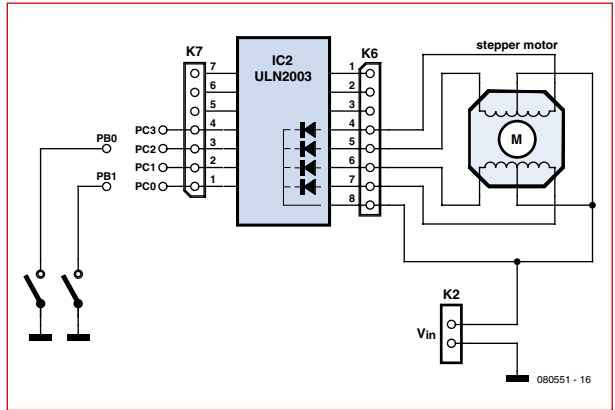 K7
IC2
ULN2003
K6
stepper motor
7
6
5
4
3
2
1
1
2
3
4
5
6
7
8
PB0
PB1
PC3
PC2
PC1
PC0
M
K2
Vin
080551 - 16